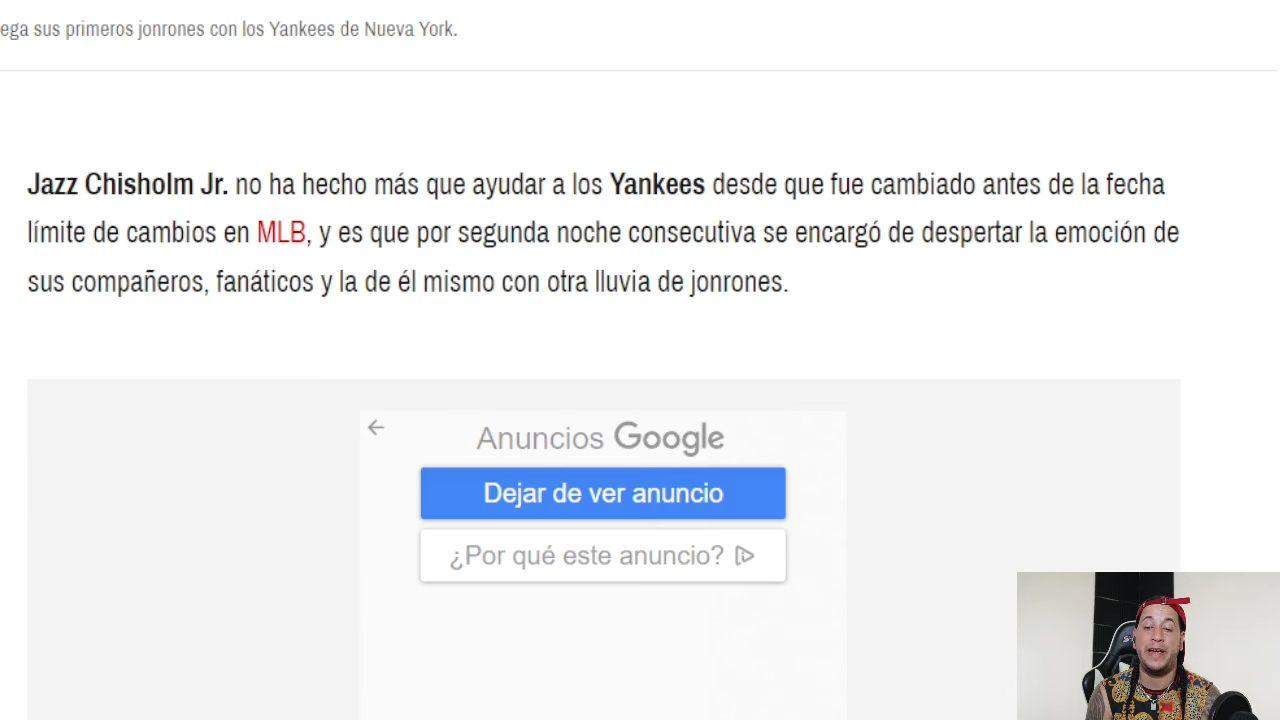 ega sus primeros jonrones con los Yankees de Nueva York.
Jazz Chisholm Jr. no ha hecho más que ayudar a los Yankees desde que fue cambiado antes de la fecha
límite de cambios en MLB, y es que por segunda noche consecutiva se encargó de despertar la emoción de
sus compañeros, fanáticos y la de él mismo con otra lluvia de jonrones.
Anuncios Google
Dejar de ver anuncio
¿Por qué este anuncio?